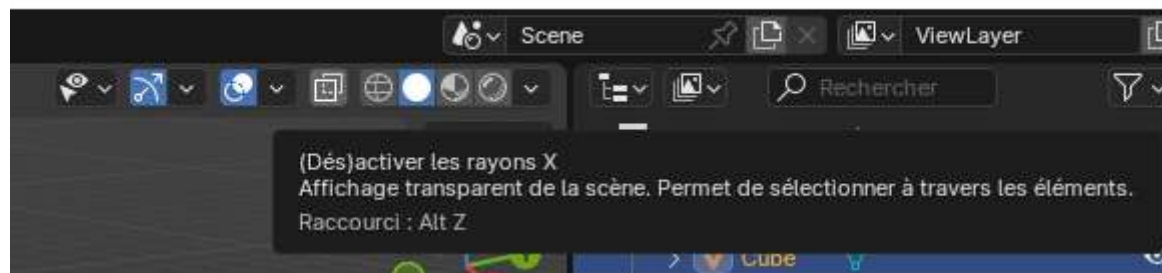 Scene
ViewLayer
Rechercher
(Dés)activer les rayons X
Affichage transparent de la scène. Permet de sélectionner à travers les éléments.
Raccourci : Alt Z
Cube